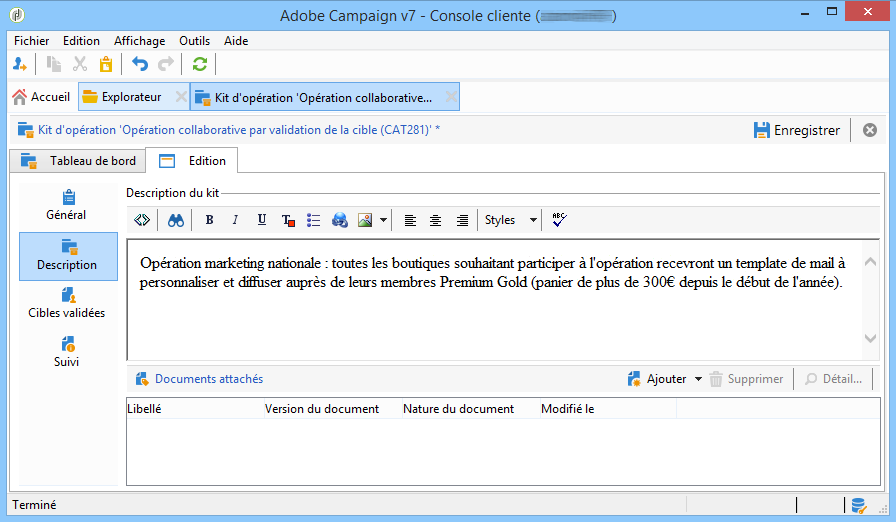 Adobe Campaign v7 - Console cliente ( )
Fichier Edition Affichage Outils Aide
Accueil Explorateur Kit d'opération 'Opération collaborative...
Kit d'opération 'Opération collaborative par validation de la cible (CAT281)' * Enregistrer
Tableau de bord Edition
Général
Description
Cibles validées
Suivi
Description du kit
B I U T Styles ABC
Opération marketing nationale : toutes les boutiques souhaitant participer à l'opération recevront un template de mail à
personnaliser et diffuser auprès de leurs membres Premium Gold (panier de plus de 300€ depuis le début de l'année).
Documents attachés Ajouter Supprimer Détail...
Libellé Version du document Nature du document Modifié le
Terminé